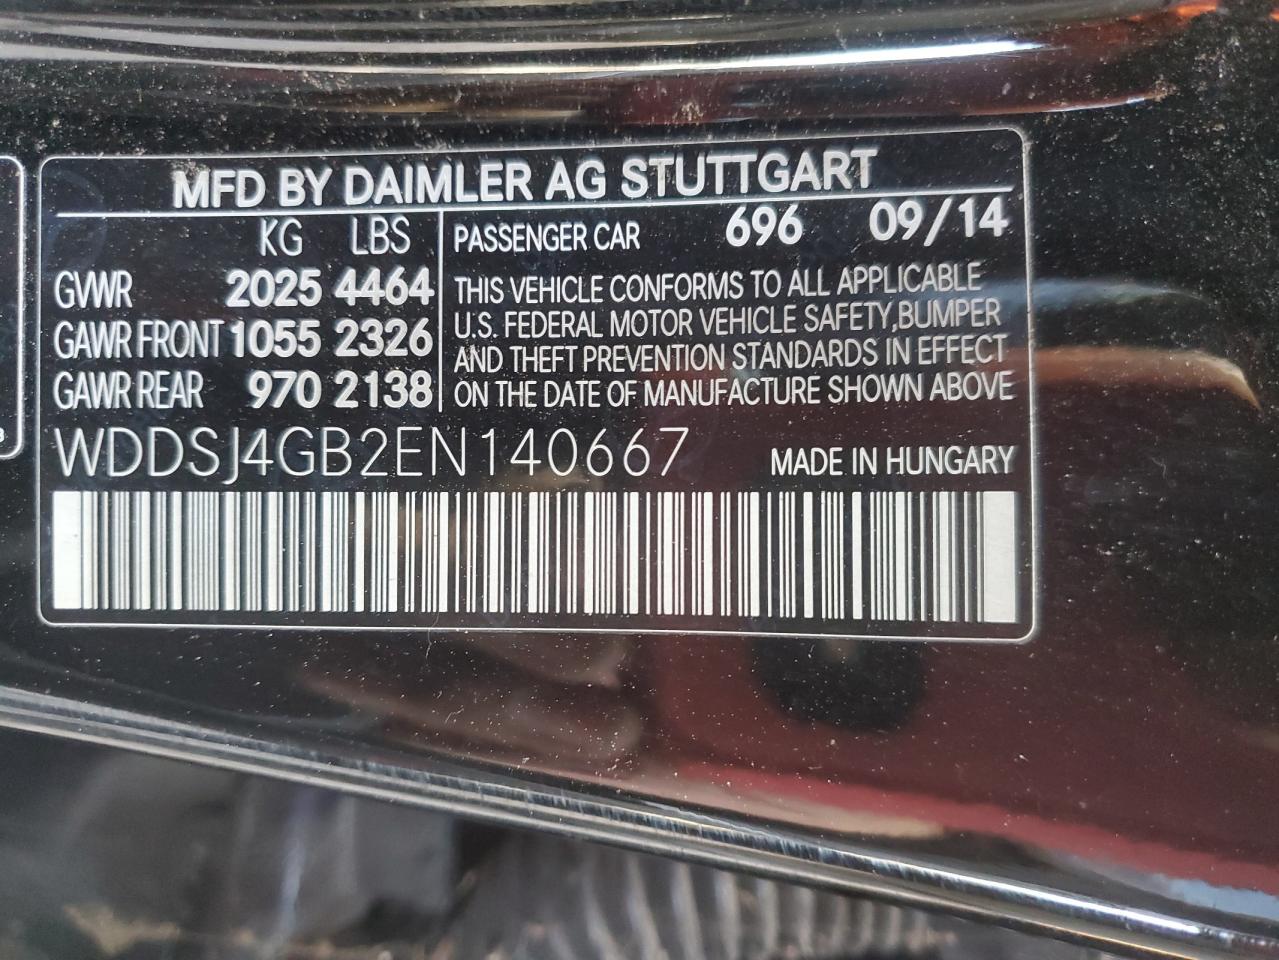 MFD BY DAIMLER AG STUTTGART
KG LBS
GVWR 2025 4464
GAWR FRONT 1055 2326
GAWR REAR 970 2138
PASSENGER CAR 696 09/14
THIS VEHICLE CONFORMS TO ALL APPLICABLE
U.S. FEDERAL MOTOR VEHICLE SAFETY,BUMPER
AND THEFT PREVENTION STANDARDS IN EFFECT
ON THE DATE OF MANUFACTURE SHOWN ABOVE
WDDSJ4GB2EN140667 MADE IN HUNGARY